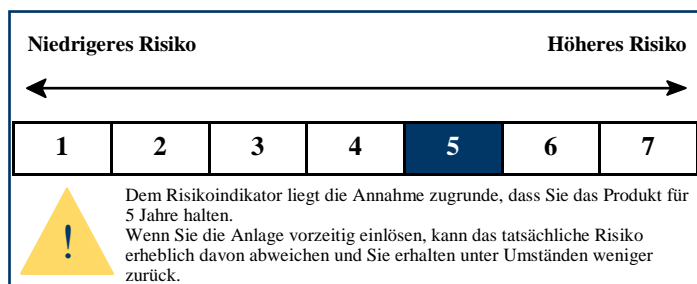 Niedrigeres Risiko Höheres Risiko
1 2 3 4 5 6 7
Dem Risikoindikator liegt die Annahme zugrunde, dass Sie das Produkt für
5 Jahre halten.
Wenn Sie die Anlage vorzeitig einlösen, kann das tatsächliche Risiko
erheblich davon abweichen und Sie erhalten unter Umständen weniger
zurück.
!